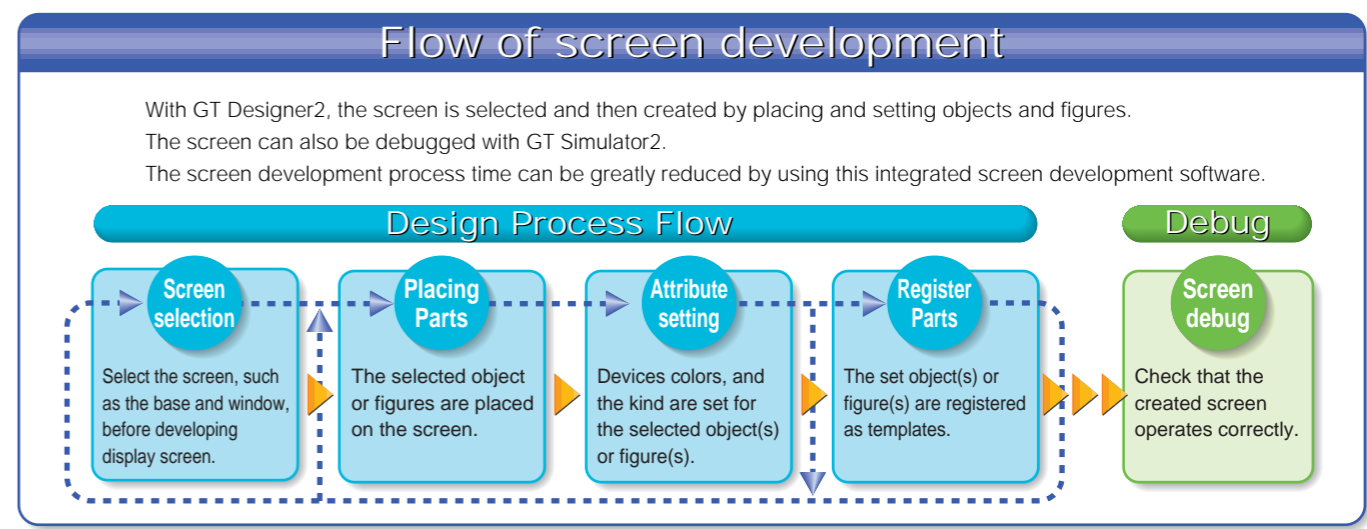 Flow of screen development
With GT Designer2, the screen is selected and then created by placing and setting objects and figures.
The screen can also be debugged with GT Simulator2.
The screen development process time can be greatly reduced by using this integrated screen development software.
Design Process Flow
Debug
Screen
selection
Select the screen, such
as the base and window,
before developing
display screen.
Placing
Parts
The selected object
or figures are placed
on the screen.
Attribute
setting
Devices colors, and
the kind are set for
the selected object(s)
or figure(s).
Register
Parts
The set object(s) or
figure(s) are registered
as templates.
Screen
debug
Check that the
created screen
operates correctly.